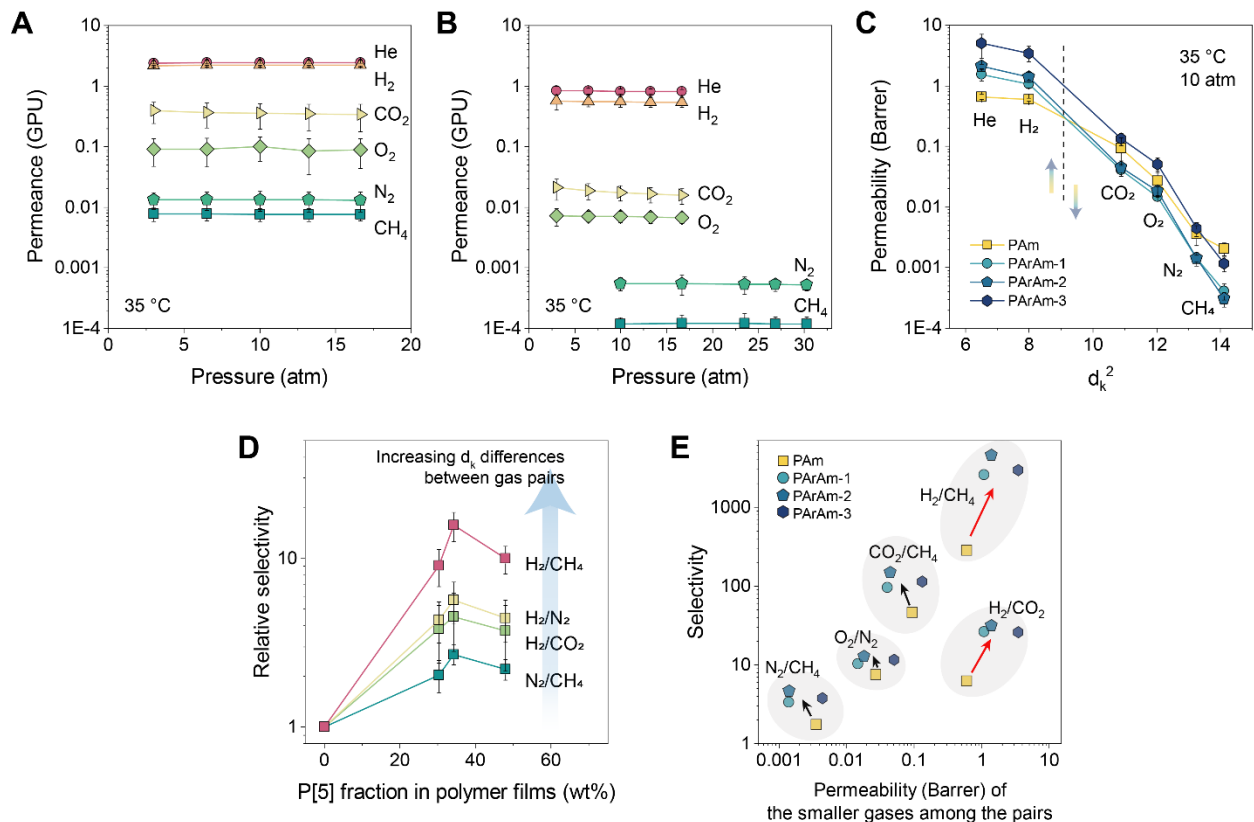 A
Permeance (GPU)
10
1
0.1
0.01
0.001
1E-4
He
H₂
CO₂
O₂
N₂
CH₄
35 °C
0
5
10
15
20
Pressure (atm)
B
Permeance (GPU)
10
1
0.1
0.01
0.001
1E-4
He
H₂
CO₂
O₂
N₂
CH₄
35 °C
0
5
10
15
20
25
30
Pressure (atm)
C
Permeability (Barrer)
10
1
0.1
0.01
0.001
1E-4
35 °C
10 atm
He
H₂
CO₂
O₂
N₂
CH₄
PAm
PArAm-1
PArAm-2
PArAm-3
6
8
10
12
14
dₖ²
D
Relative selectivity
10
1
Increasing dₖ differences
between gas pairs
H₂/CH₄
H₂/N₂
H₂/CO₂
N₂/CH₄
0
20
40
60
P[5] fraction in polymer films (wt%)
E
Selectivity
1000
100
10
1
PAm
PArAm-1
PArAm-2
PArAm-3
H₂/CH₄
CO₂/CH₄
H₂/CO₂
O₂/N₂
N₂/CH₄
0.001
0.01
0.1
1
10
Permeability (Barrer) of
the smaller gases among the pairs